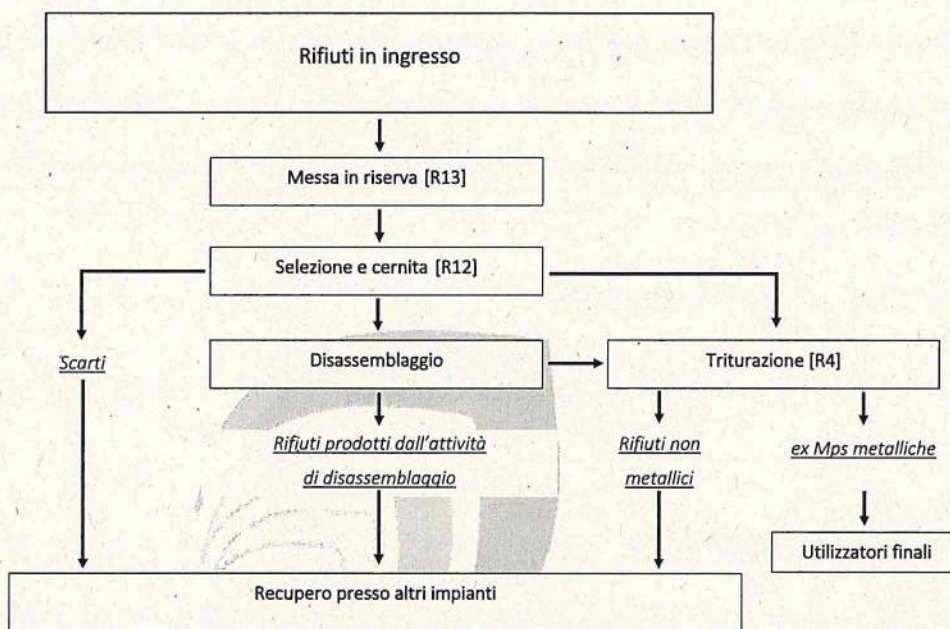 Rifiuti in ingresso
Messa in riserva [R13]
Selezione e cernita [R12]
Scarti
Disassemblaggio
Triturazione [R4]
Rifiuti prodotti dall'attività
di disassemblaggio
Rifiuti non
metallici
ex Mps metalliche
Utilizzatori finali
Recupero presso altri impianti